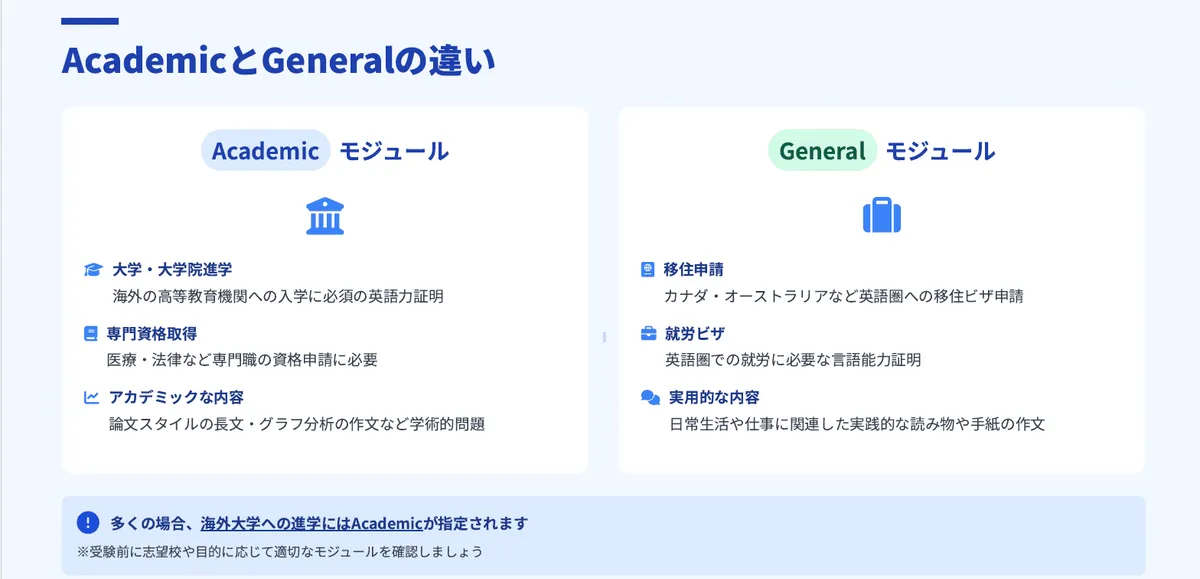 AcademicとGeneralの違い
Academic モジュール
大学・大学院進学
海外の高等教育機関への入学に必須の英語力証明
専門資格取得
医療・法律など専門職の資格申請に必要
アカデミックな内容
論文スタイルの長文・グラフ分析の作文など学術的問題
General モジュール
移住申請
カナダ・オーストラリアなど英語圏への移住ビザ申請
就労ビザ
英語圏での就労に必要な言語能力証明
実用的な内容
日常生活や仕事に関連した実践的な読み物や手紙の作文
多くの場合、海外大学への進学にはAcademicが指定されます
※受験前に志望校や目的に応じて適切なモジュールを確認しましょう